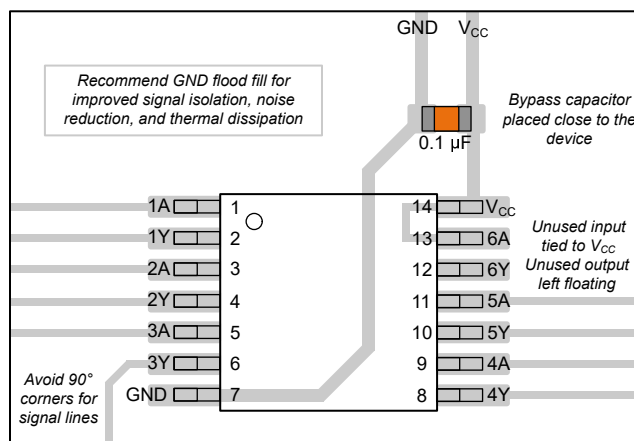 GND V_CC
Recommend GND flood fill for
improved signal isolation, noise
reduction, and thermal dissipation
Bypass capacitor
placed close to the
device
0.1 µF
1A 1 14 V_CC
1Y 2 13 6A
2A 3 12 6Y
2Y 4 11 5A
3A 5 10 5Y
3Y 6 9 4A
GND 7 8 4Y
Unused input
tied to V_CC
Unused output
left floating
Avoid 90°
corners for
signal lines